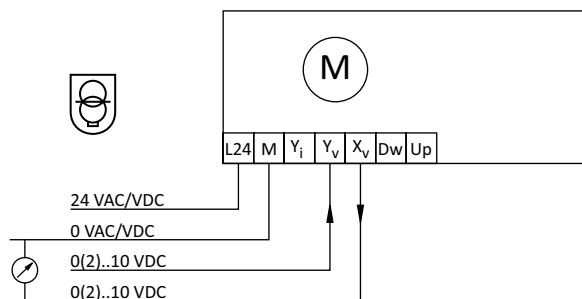 M
L24 M Yi Yv Xv Dw Up
24 VAC/VDC
0 VAC/VDC
0(2)..10 VDC
0(2)..10 VDC